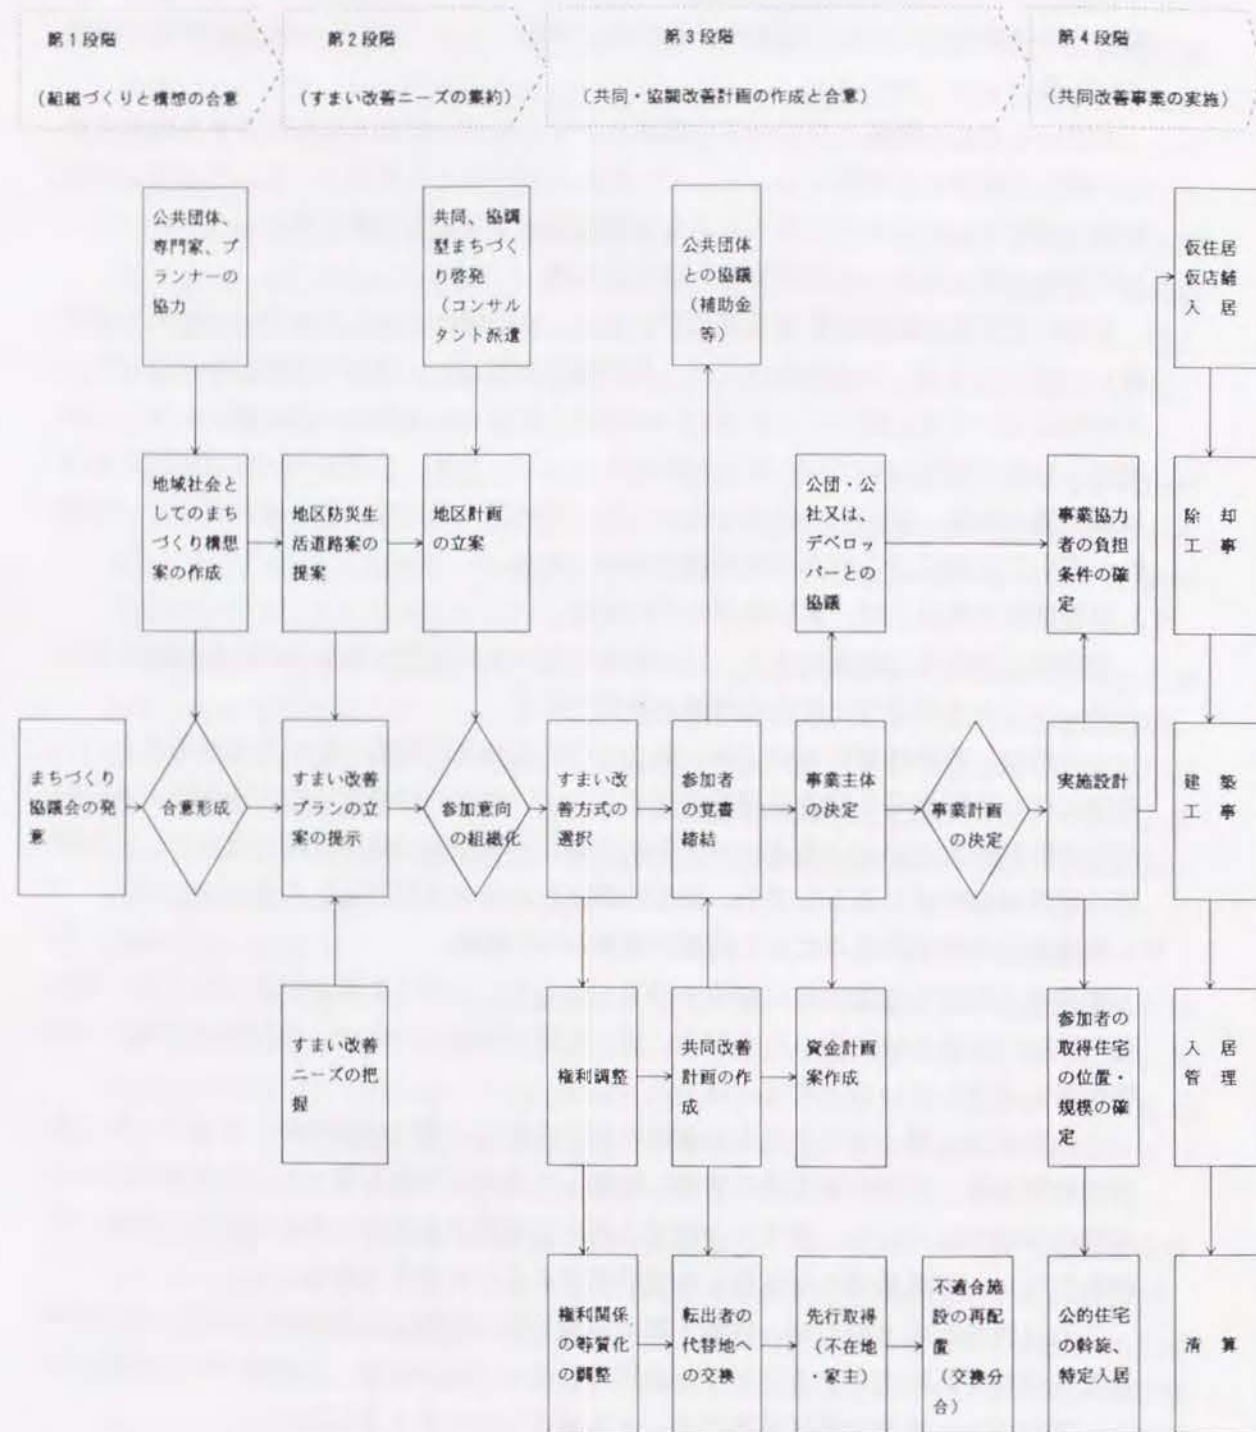 第1段階
(組織づくりと構想の合意
第2段階
(すまい改善ニーズの集約)
第3段階
(共同・協調改善計画の作成と合意)
第4段階
(共同改善事業の実施)
公共団体、
専門家、プ
ランナーの
協力
共同、協調
型まちづく
り啓発
(コンサル
タント派遣
公共団体
との協議
(補助金
等)
仮住居
仮店舗
入居
地域社会と
してのまち
づくり構想
案の作成
地区防災生
活道路案の
提案
地区計画
の立案
公団・公
社又は、
デベロッ
パーとの
協議
事業協力
者の負担
条件の確
定
除却
工事
まちづくり
協議会の発
意
合意形成
すまい改善
プランの立
案の提示
参加意向
の組織化
すまい改
善方式の
選択
参加者
の覚書
締結
事業主体
の決定
事業計画
の決定
実施設計
建築
工事
すまい改善
ニーズの把
握
権利調整
共同改善
計画の作
成
資金計画
案作成
参加者の
取得住宅
の位置・
規模の確
定
入居
管理
権利関係
の等質化
の調整
転出者の
代替地へ
の交換
先行取得
(不在地
・家主)
不適合施
設の再配
置
(交換分
合)
公的住宅
の斡旋、
特定入居
清算